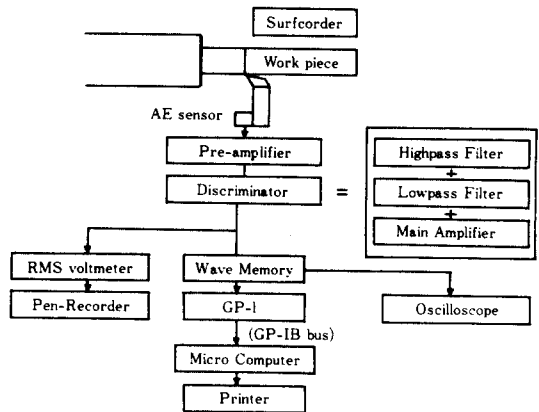 Surfcorder
Work piece
AE sensor
Pre-amplifier
Discriminator
=
Highpass Filter
+
Lowpass Filter
+
Main Amplifier
RMS voltmeter
Wave Memory
Pen-Recorder
GP-I
Oscilloscope
(GP-IB bus)
Micro Computer
Printer